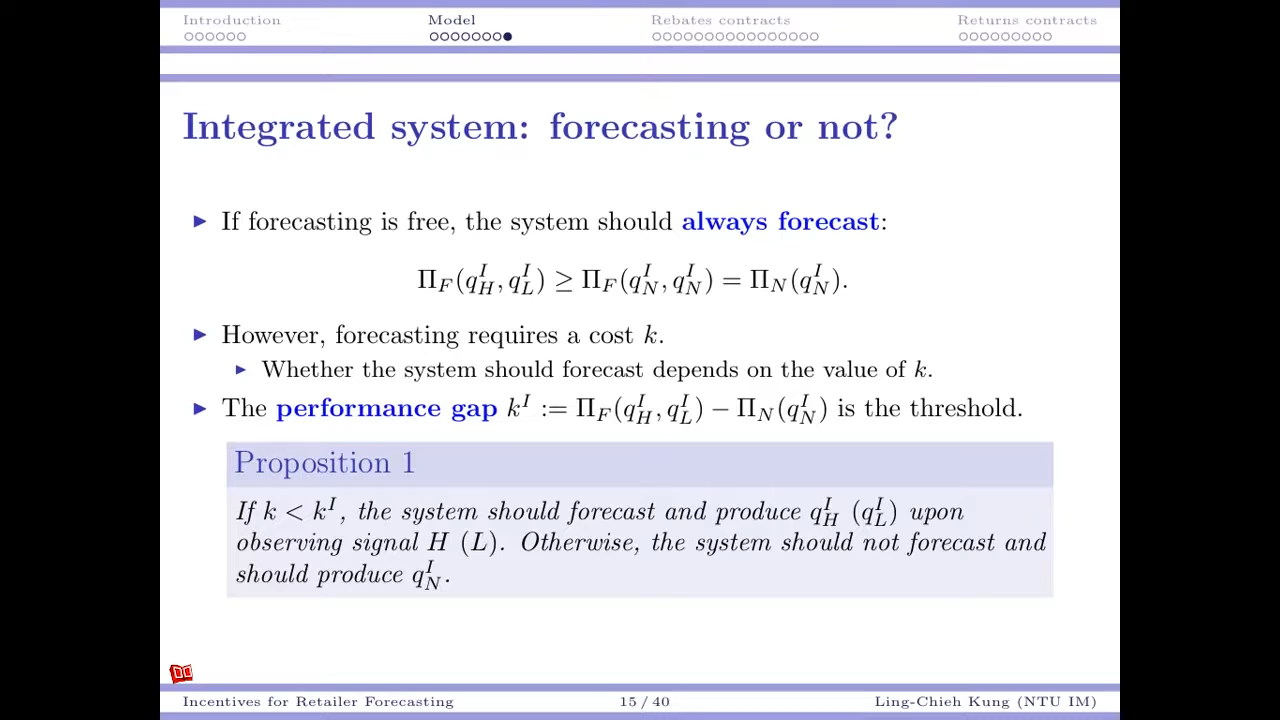 Introduction Model Rebates contracts Returns contracts
Integrated system: forecasting or not?
▶ If forecasting is free, the system should always forecast:
Π_F(q_H^I, q_L^I) ≥ Π_F(q_N^I, q_N^I) = Π_N(q_N^I).
▶ However, forecasting requires a cost k.
▶ Whether the system should forecast depends on the value of k.
▶ The performance gap k^I := Π_F(q_H^I, q_L^I) − Π_N(q_N^I) is the threshold.
Proposition 1
If k < k^I, the system should forecast and produce q_H^I (q_L^I) upon
observing signal H (L). Otherwise, the system should not forecast and
should produce q_N^I.
Incentives for Retailer Forecasting 15 / 40 Ling-Chieh Kung (NTU IM)